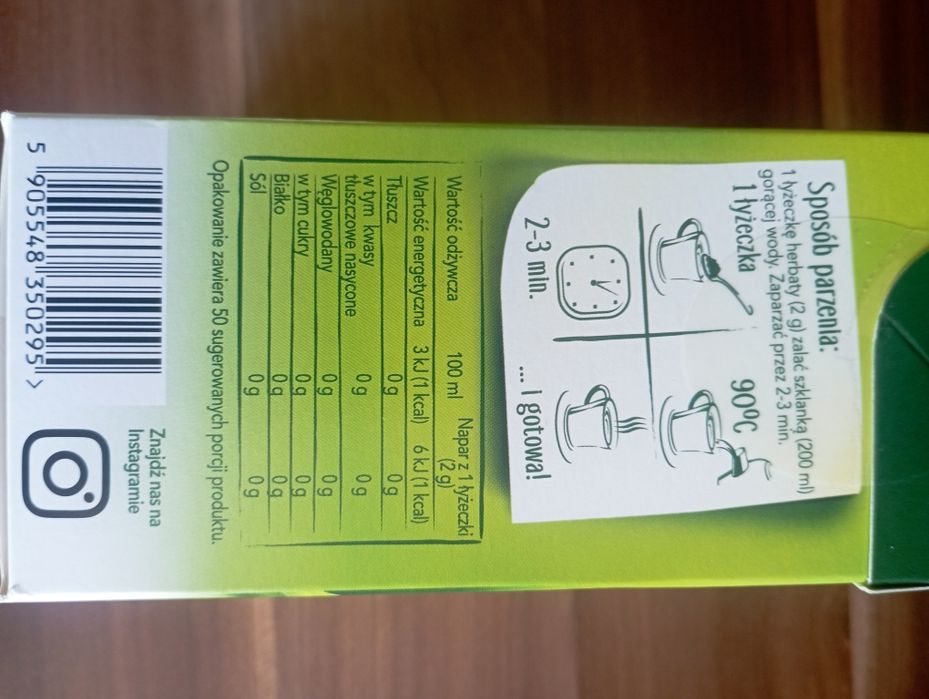 Sposób parzenia:
1 łyżeczkę herbaty (2 g) zalać szklanką (200 ml)
gorącej wody. Zaparzać przez 2-3 min.
1 łyżeczka
90ºC
2-3 min.
... i gotowa!
Wartość odżywcza 100 ml Napar z 1 łyżeczki (2 g)
Wartość energetyczna 3 kJ (1 kcal) 6 kJ (1 kcal)
Tłuszcz 0 g 0 g
w tym kwasy
tłuszczowe nasycone 0 g 0 g
Węglowodany 0 g 0 g
w tym cukry 0 g 0 g
Białko 0 g 0 g
Sól 0 g 0 g
Opakowanie zawiera 50 sugerowanych porcji produktu.
5 905548 350295 >
Znajdź nas na
Instagramie